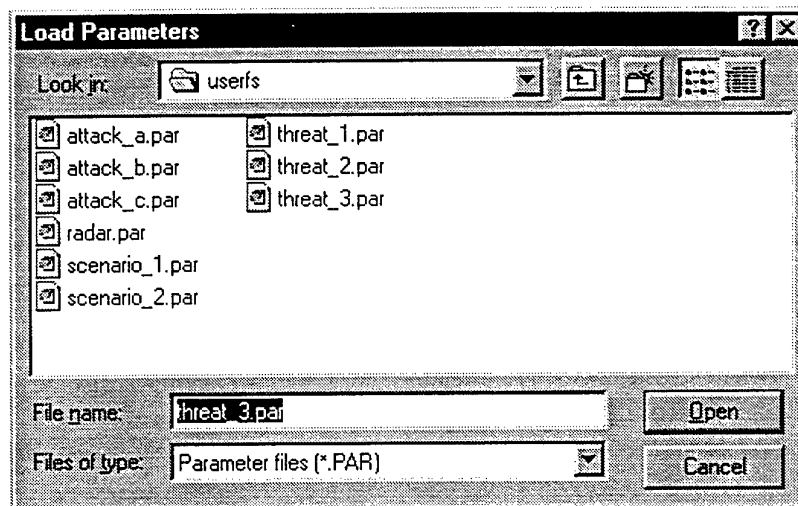 Load Parameters
Look in: userfs
attack_a.par threat_1.par
attack_b.par threat_2.par
attack_c.par threat_3.par
radar.par
scenario_1.par
scenario_2.par
File name: threat_3.par Open
Files of type: Parameter files (*.PAR) Cancel